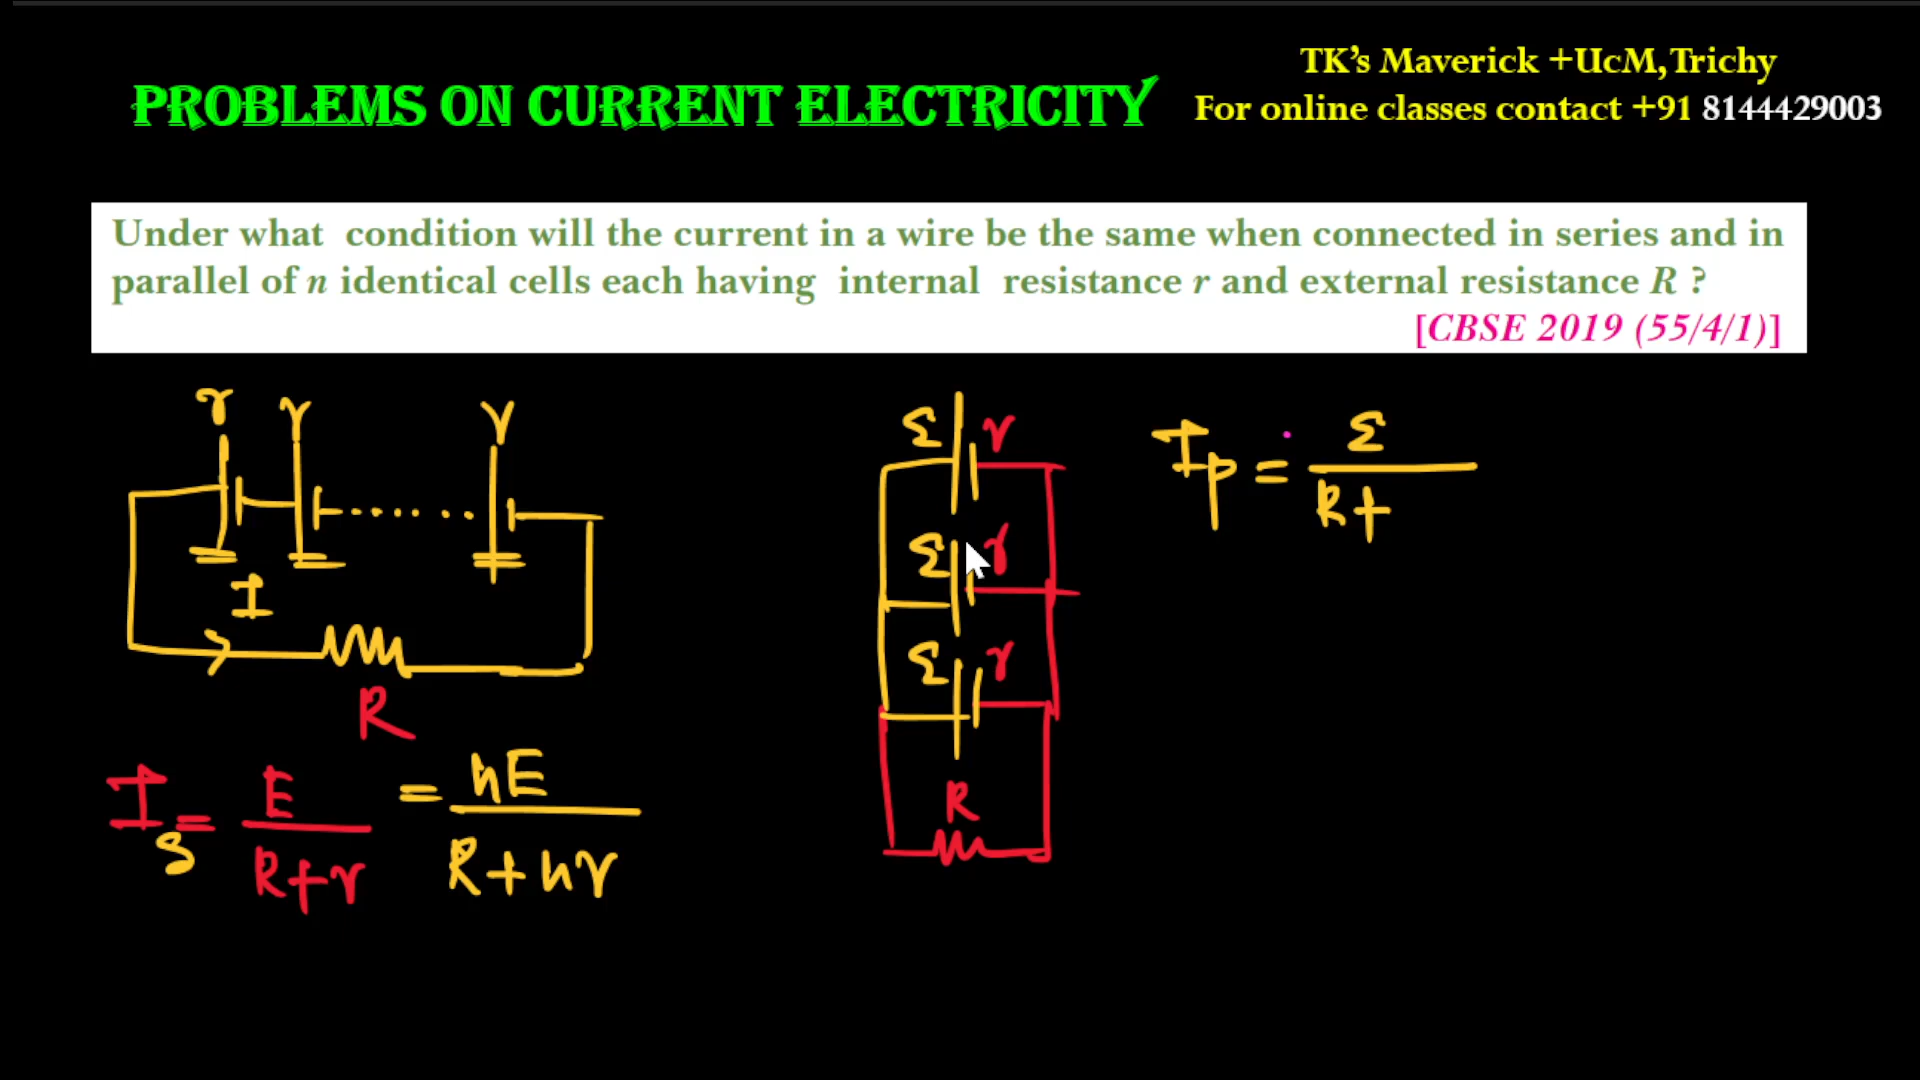 PROBLEMS ON CURRENT ELECTRICITY
TK's Maverick +UcM,Trichy
For online classes contact +91 8144429003
Under what condition will the current in a wire be the same when connected in series and in
parallel of n identical cells each having internal resistance r and external resistance R ?
[CBSE 2019 (55/4/1)]
r r r
I
R
I_s = E/(R+r) = nE/(R+nr)
Ɛ r
Ɛ r
Ɛ r
R
I_p = Ɛ/(R+